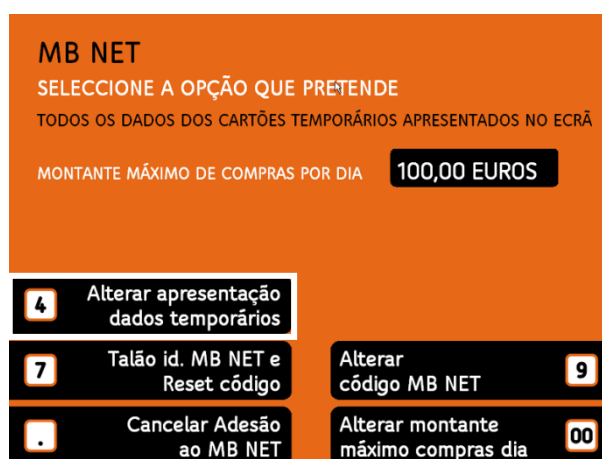 MB NET
SELECCIONE A OPÇÃO QUE PRETENDE
TODOS OS DADOS DOS CARTÕES TEMPORÁRIOS APRESENTADOS NO ECRÃ
MONTANTE MÁXIMO DE COMPRAS POR DIA 100,00 EUROS
4 Alterar apresentação
dados temporários
7 Talão id. MB NET e
Reset código
Alterar
código MB NET 9
. Cancelar Adesão
ao MB NET
Alterar montante
máximo compras dia 00